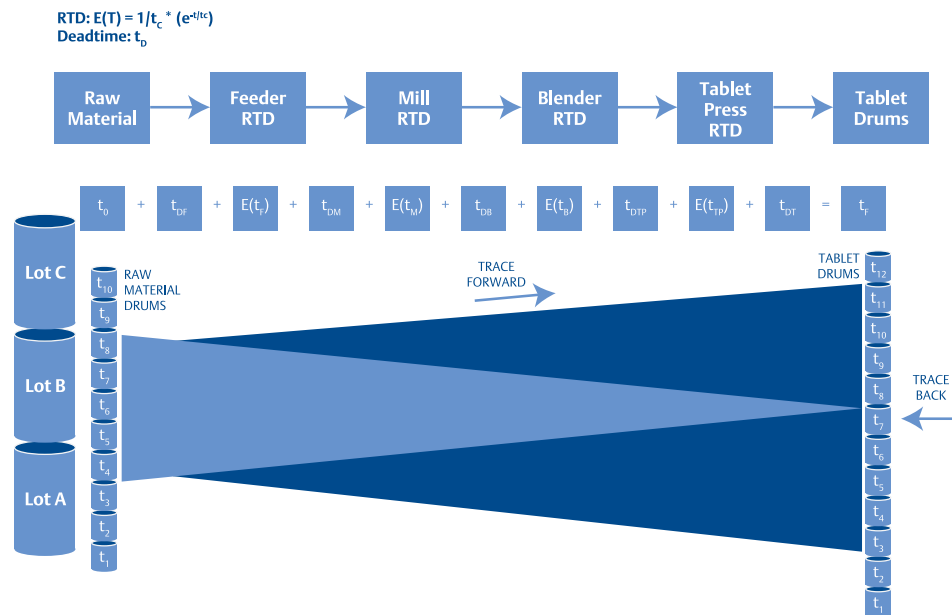 RTD: E(T) = 1/tC * (e-t/tc)
Deadtime: tD
Raw
Material
Feeder
RTD
Mill
RTD
Blender
RTD
Tablet
Press
RTD
Tablet
Drums
t0 + tDF + E(tF) + tDM + E(tM) + tDB + E(tB) + tDTP + E(tTP) + tDT = tF
Lot C
Lot B
Lot A
RAW
MATERIAL
DRUMS
t10
t9
t8
t7
t6
t5
t4
t3
t2
t1
TRACE
FORWARD
TABLET
DRUMS
t12
t11
t10
t9
t8
t7
t6
t5
t4
t3
t2
t1
TRACE
BACK